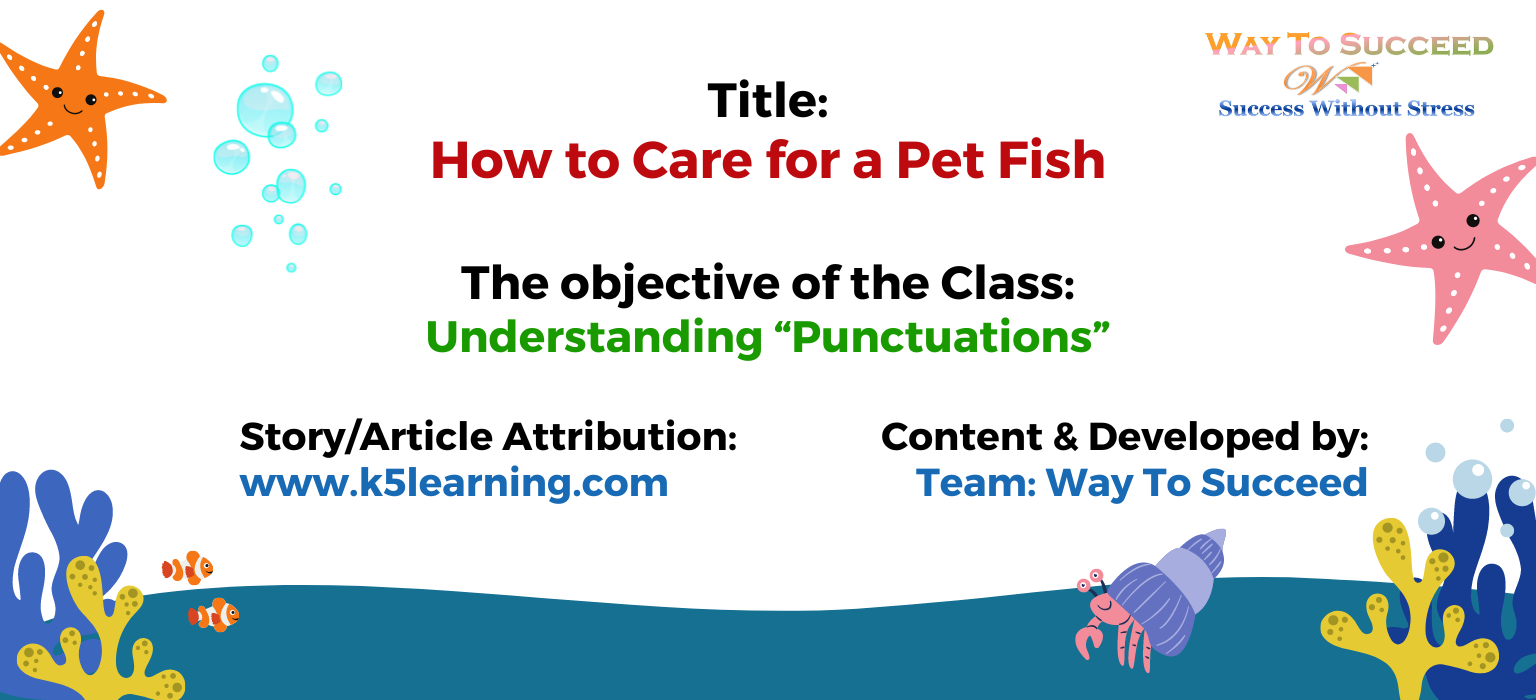 WAY TO SUCCEED
W
Success Without Stress
Title:
How to Care for a Pet Fish
The objective of the Class:
Understanding “Punctuations”
Story/Article Attribution:
www.k5learning.com
Content & Developed by:
Team: Way To Succeed